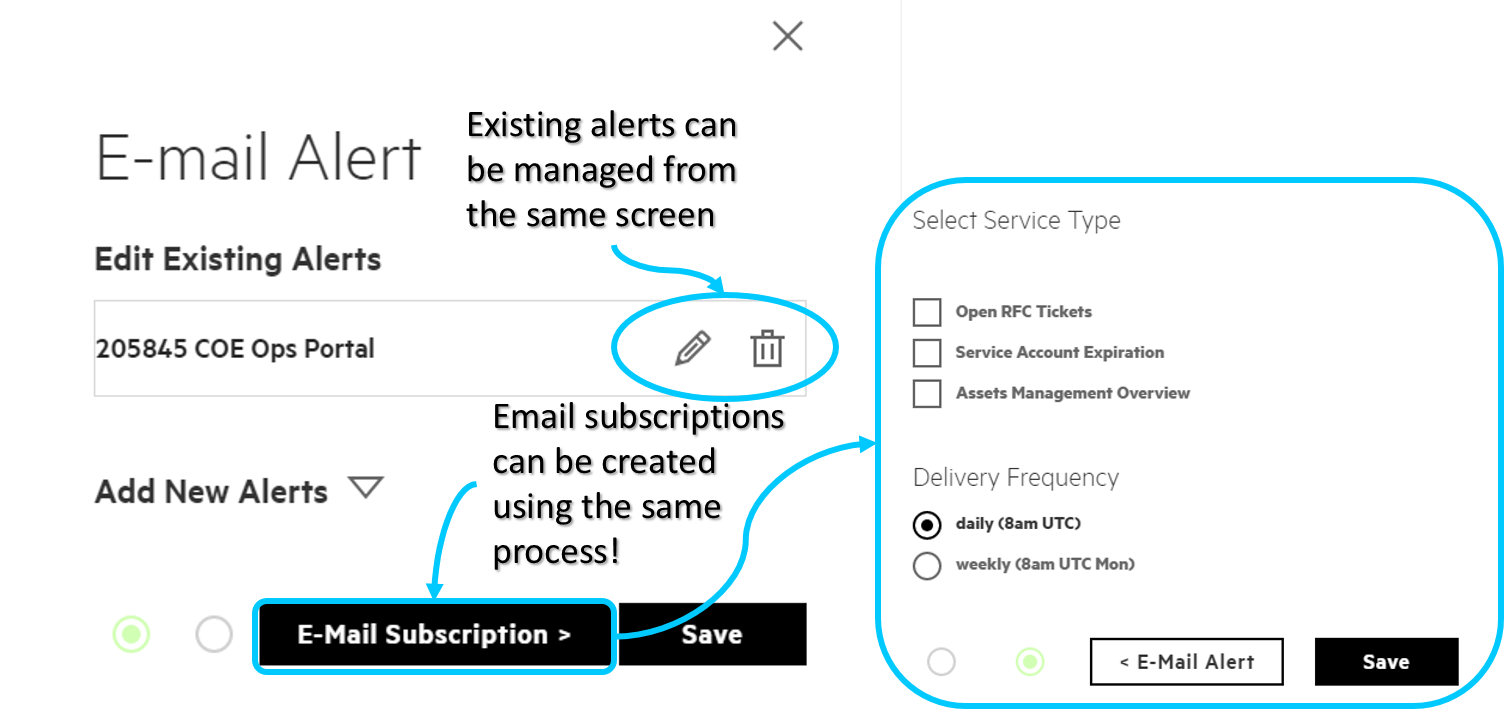 E-mail Alert
Existing alerts can
be managed from
the same screen
Edit Existing Alerts
205845 COE Ops Portal
Email subscriptions
can be created
using the same
process!
Add New Alerts
E-Mail Subscription >
Save
Select Service Type
Open RFC Tickets
Service Account Expiration
Assets Management Overview
Delivery Frequency
daily (8am UTC)
weekly (8am UTC Mon)
< E-Mail Alert
Save